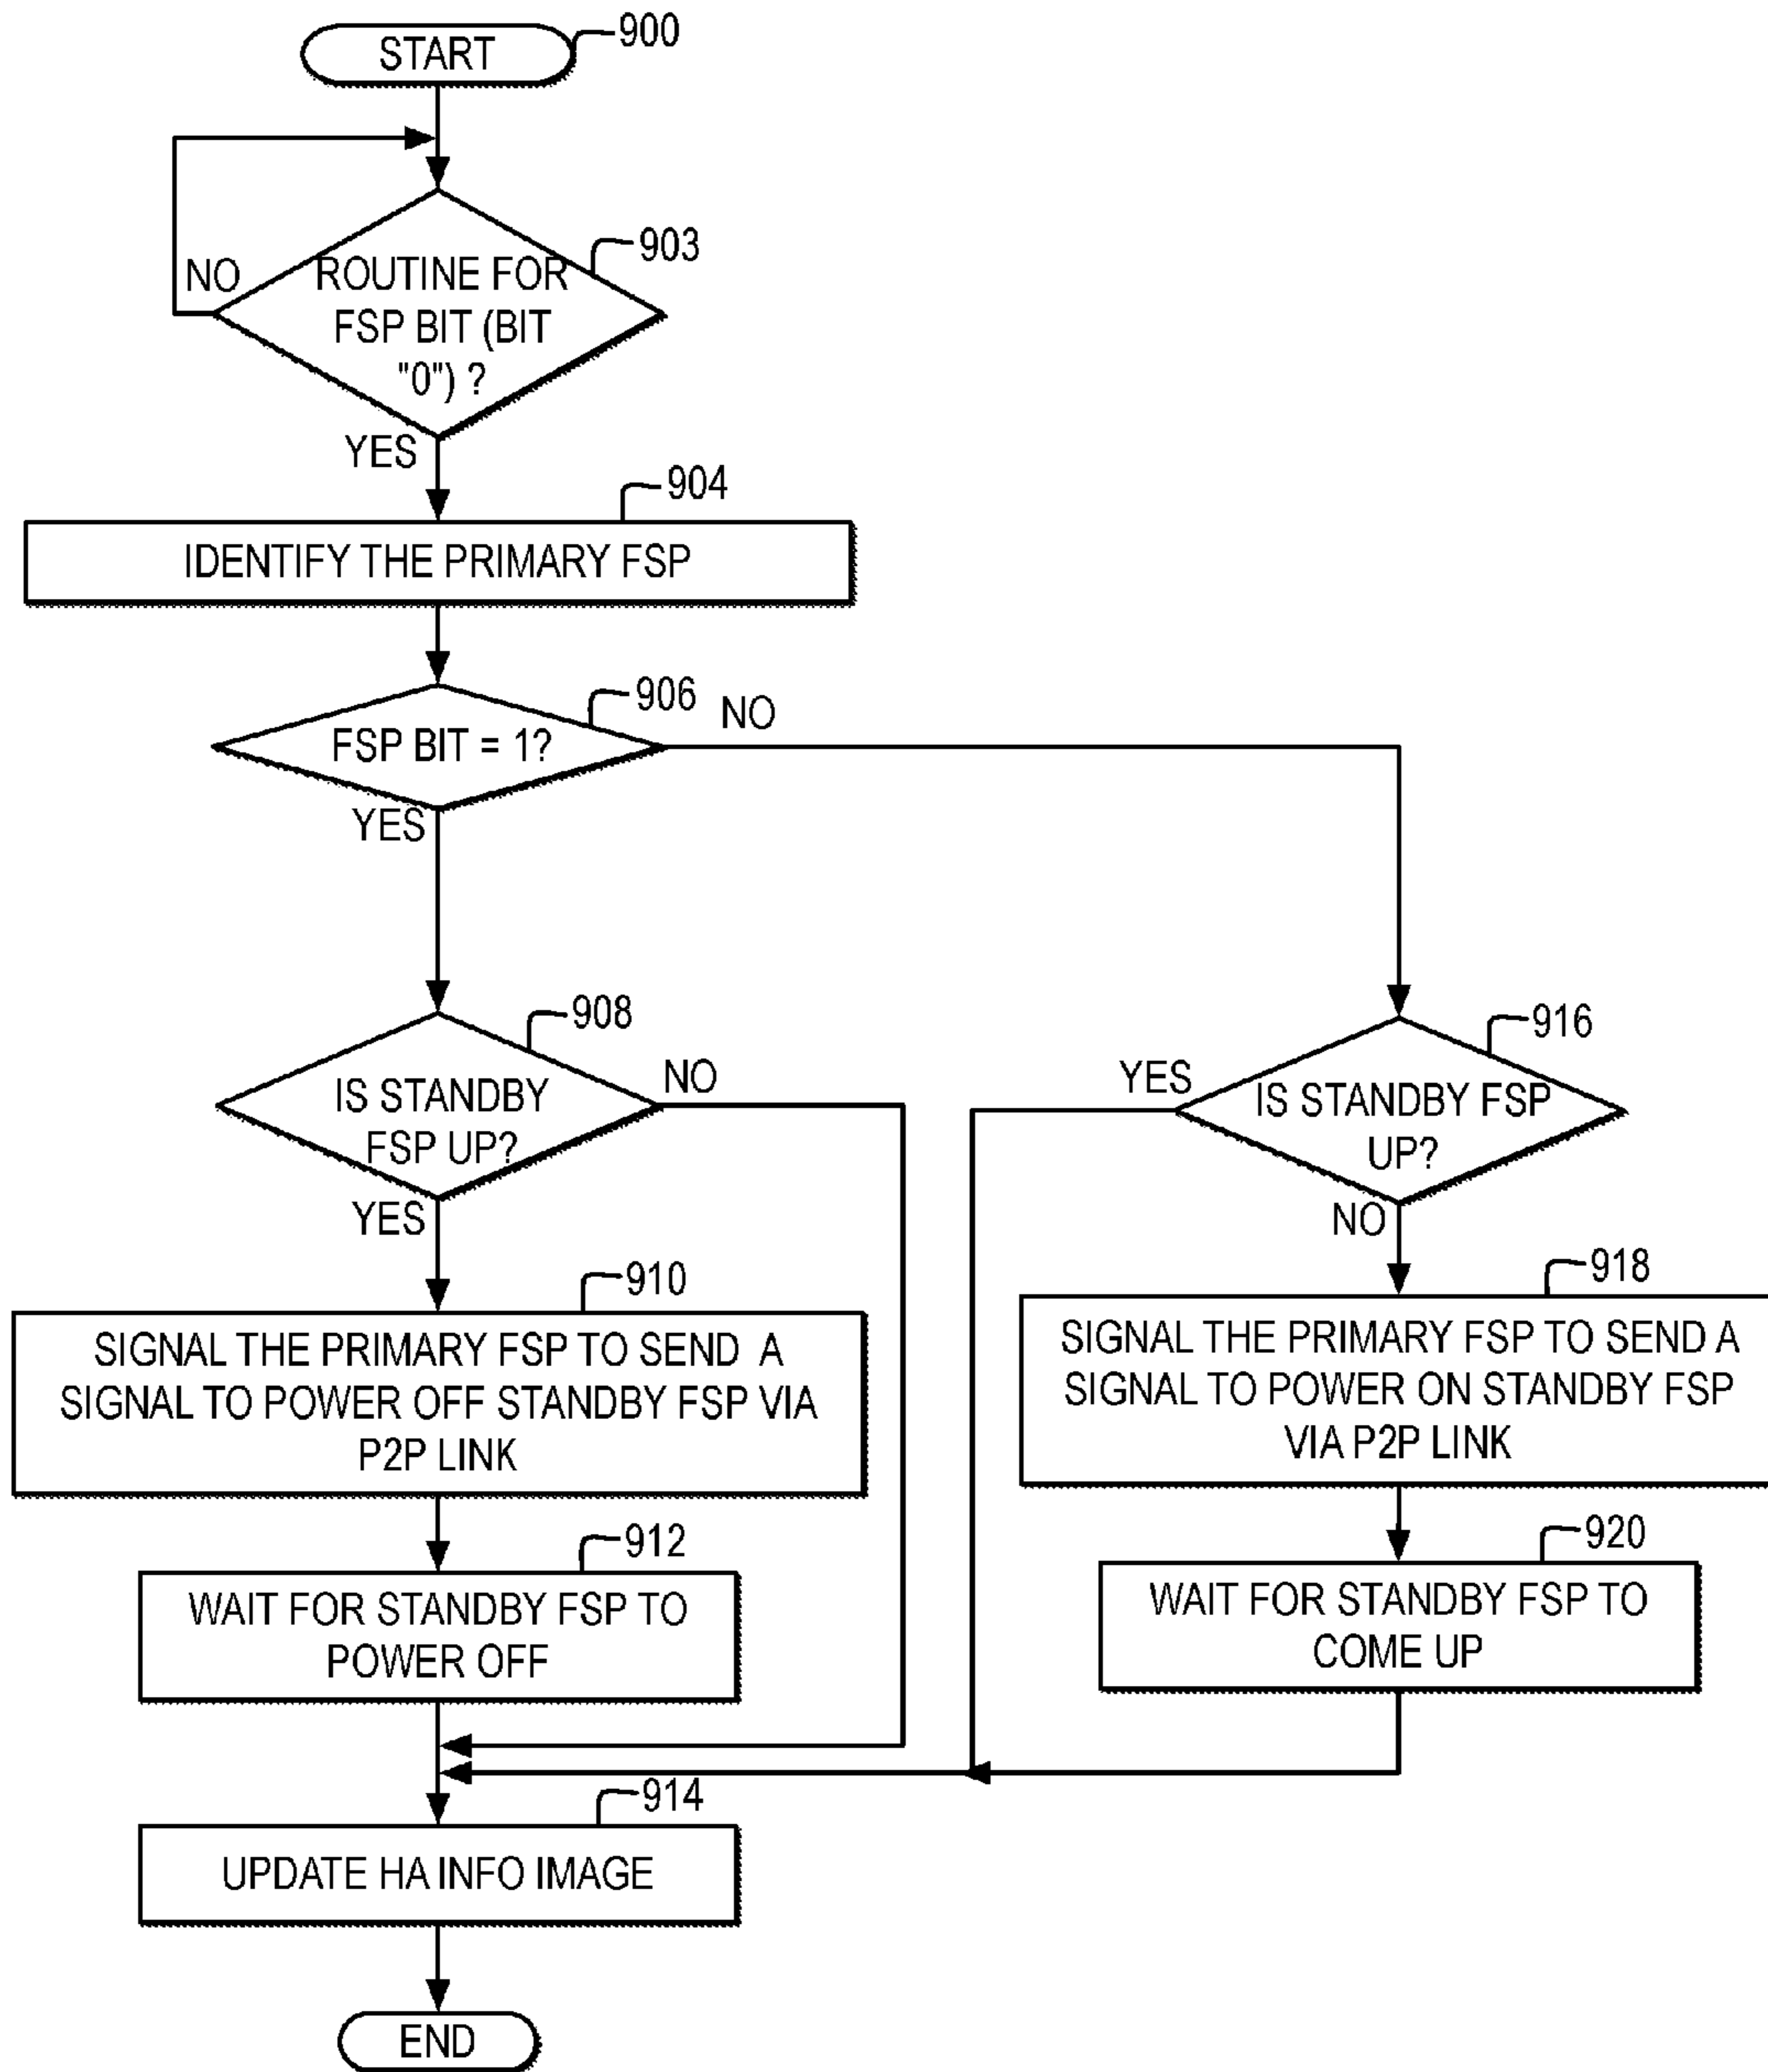 START
900
903
NO
ROUTINE FOR
FSP BIT (BIT
"0") ?
YES
904
IDENTIFY THE PRIMARY FSP
906
NO
FSP BIT = 1?
YES
908
NO
IS STANDBY
FSP UP?
YES
916
YES
IS STANDBY FSP
UP?
NO
910
SIGNAL THE PRIMARY FSP TO SEND A
SIGNAL TO POWER OFF STANDBY FSP VIA
P2P LINK
918
SIGNAL THE PRIMARY FSP TO SEND A
SIGNAL TO POWER ON STANDBY FSP
VIA P2P LINK
912
WAIT FOR STANDBY FSP TO
POWER OFF
920
WAIT FOR STANDBY FSP TO
COME UP
914
UPDATE HA INFO IMAGE
END